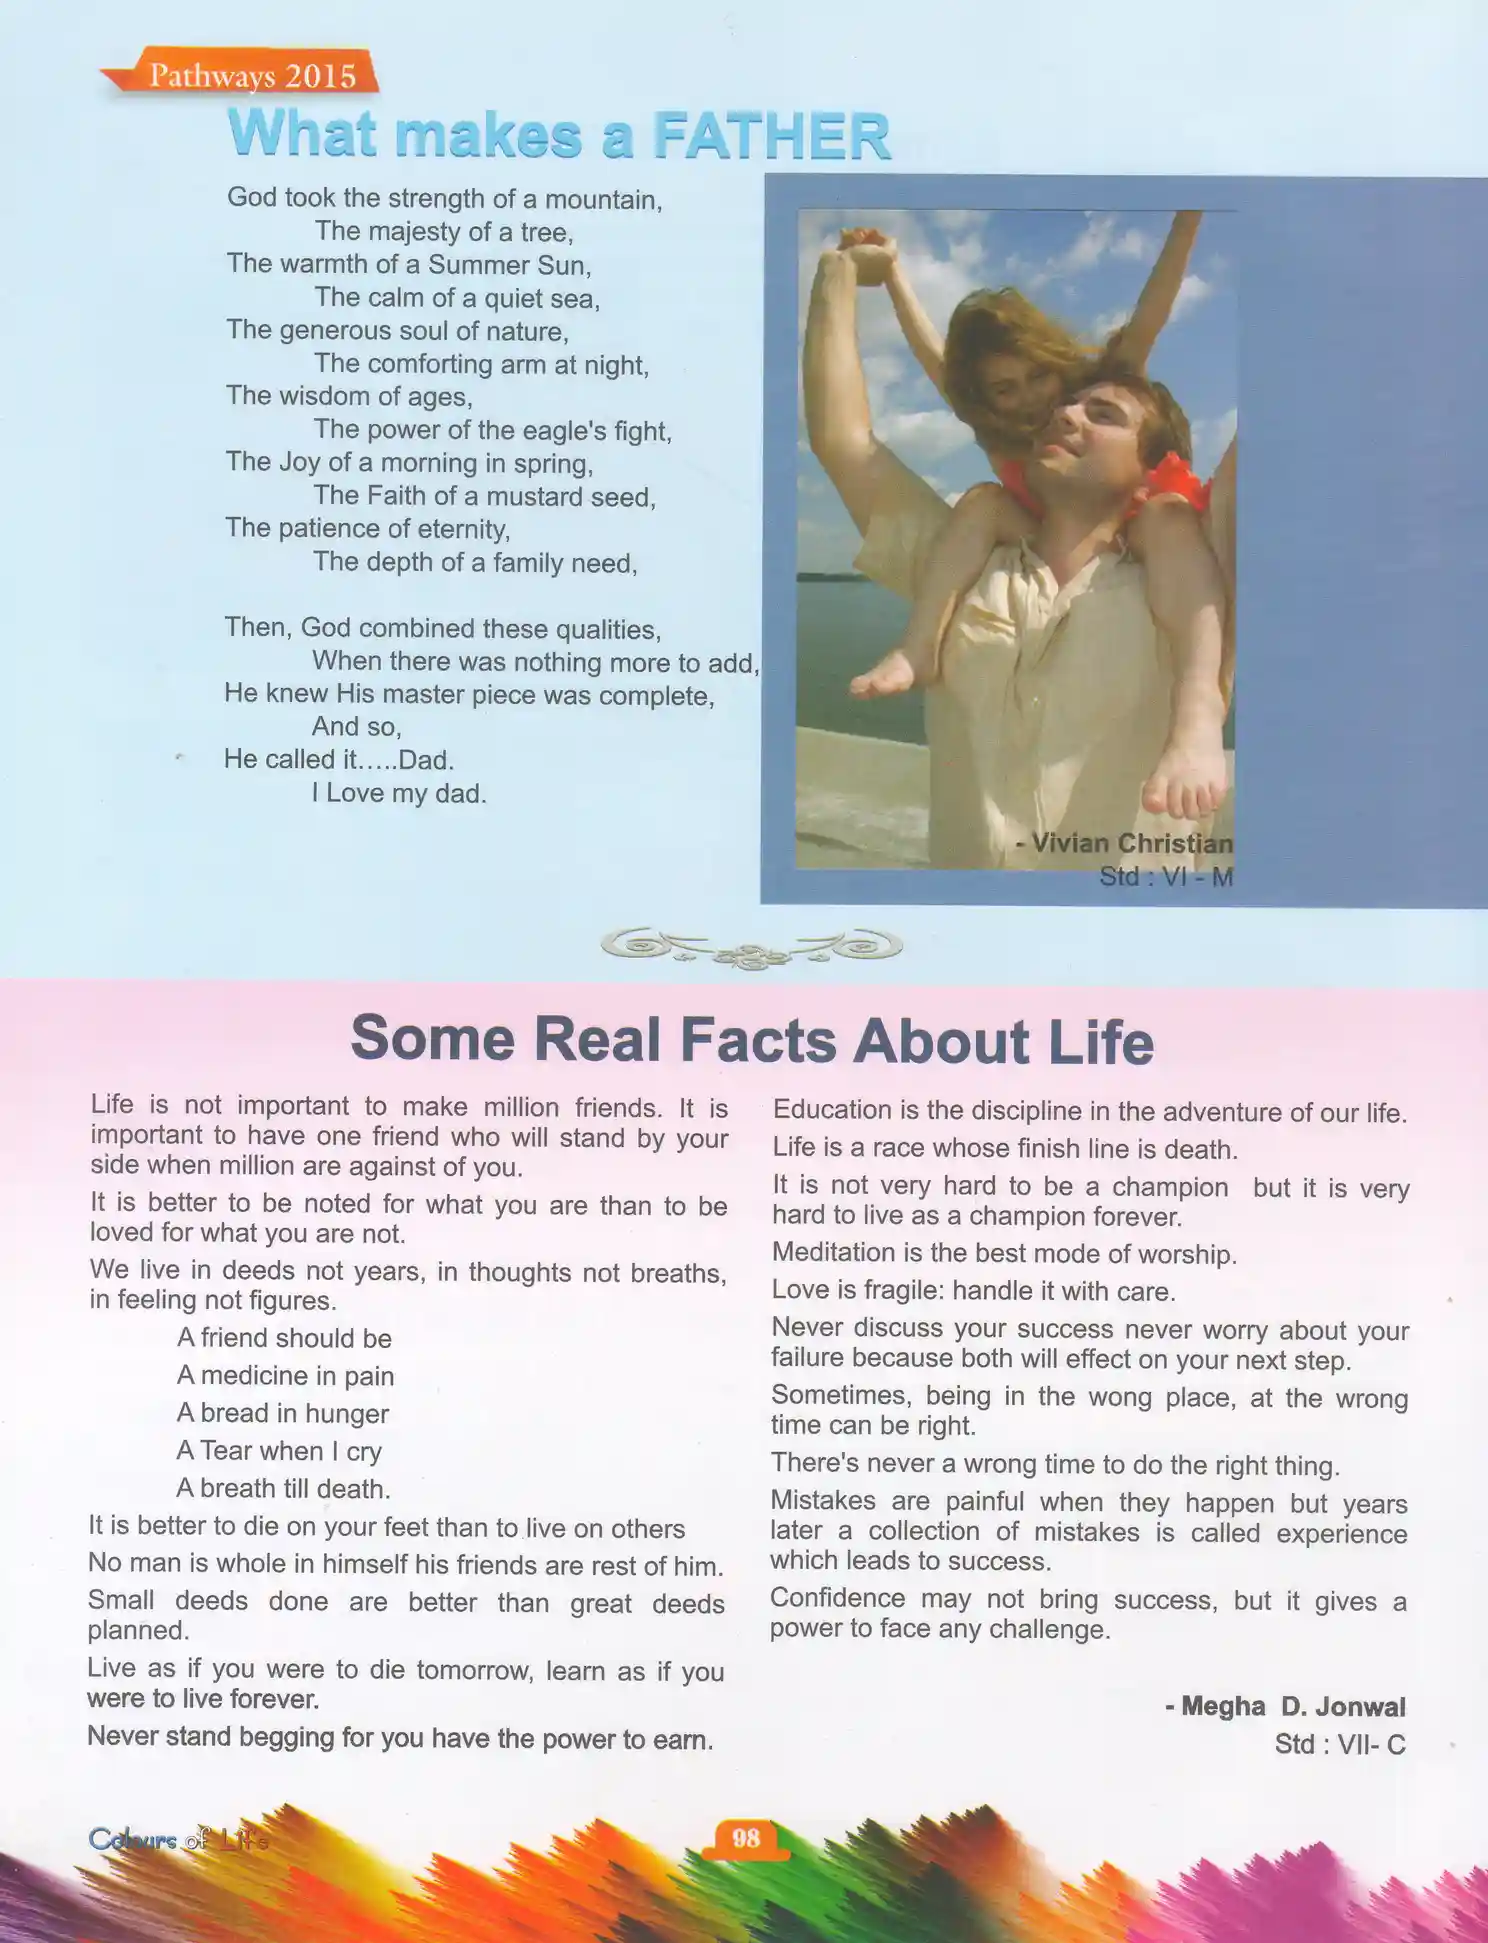 Pathways 2015
What makes a FATHER
God took the strength of a mountain,
The majesty of a tree,
The warmth of a Summer Sun,
The calm of a quiet sea,
The generous soul of nature,
The comforting arm at night,
The wisdom of ages,
The power of the eagle's fight,
The Joy of a morning in spring,
The Faith of a mustard seed,
The patience of eternity,
The depth of a family need,
Then, God combined these qualities,
When there was nothing more to add,
He knew His master piece was complete,
And so,
He called it.....Dad.
I Love my dad.
- Vivian Christian
Std : VI - M
Some Real Facts About Life
Life is not important to make million friends. It is
important to have one friend who will stand by your
side when million are against of you.
It is better to be noted for what you are than to be
loved for what you are not.
We live in deeds not years, in thoughts not breaths,
in feeling not figures.
A friend should be
A medicine in pain
A bread in hunger
A Tear when I cry
A breath till death.
It is better to die on your feet than to live on others
No man is whole in himself his friends are rest of him.
Small deeds done are better than great deeds
planned.
Live as if you were to die tomorrow, learn as if you
were to live forever.
Never stand begging for you have the power to earn.
Education is the discipline in the adventure of our life.
Life is a race whose finish line is death.
It is not very hard to be a champion but it is very
hard to live as a champion forever.
Meditation is the best mode of worship.
Love is fragile: handle it with care.
Never discuss your success never worry about your
failure because both will effect on your next step.
Sometimes, being in the wong place, at the wrong
time can be right.
There's never a wrong time to do the right thing.
Mistakes are painful when they happen but years
later a collection of mistakes is called experience
which leads to success.
Confidence may not bring success, but it gives a
power to face any challenge.
- Megha D. Jonwal
Std : VII- C
Colours of Life
98